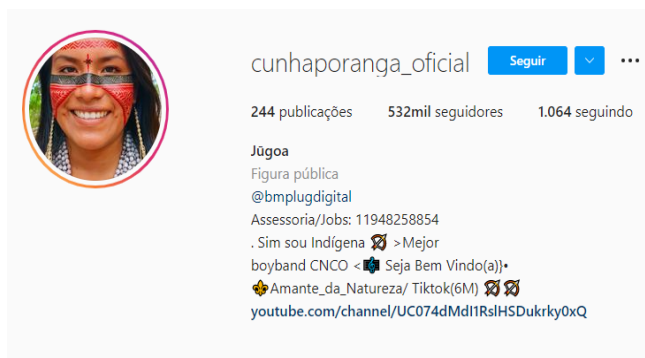 cunhaporanga_oficial Seguir
244 publicações 532mil seguidores 1.064 seguindo
Jūgoa
Figura pública
@bmplugdigital
Assessoria/Jobs: 11948258854
. Sim sou Indígena 🏹 >Mejor
boyband CNCO <🎼 Seja Bem Vindo(a)}•
⚜Amante_da_Natureza/ Tiktok(6M) 🏹🏹
youtube.com/channel/UC074dMdI1RslHSDukrky0xQ